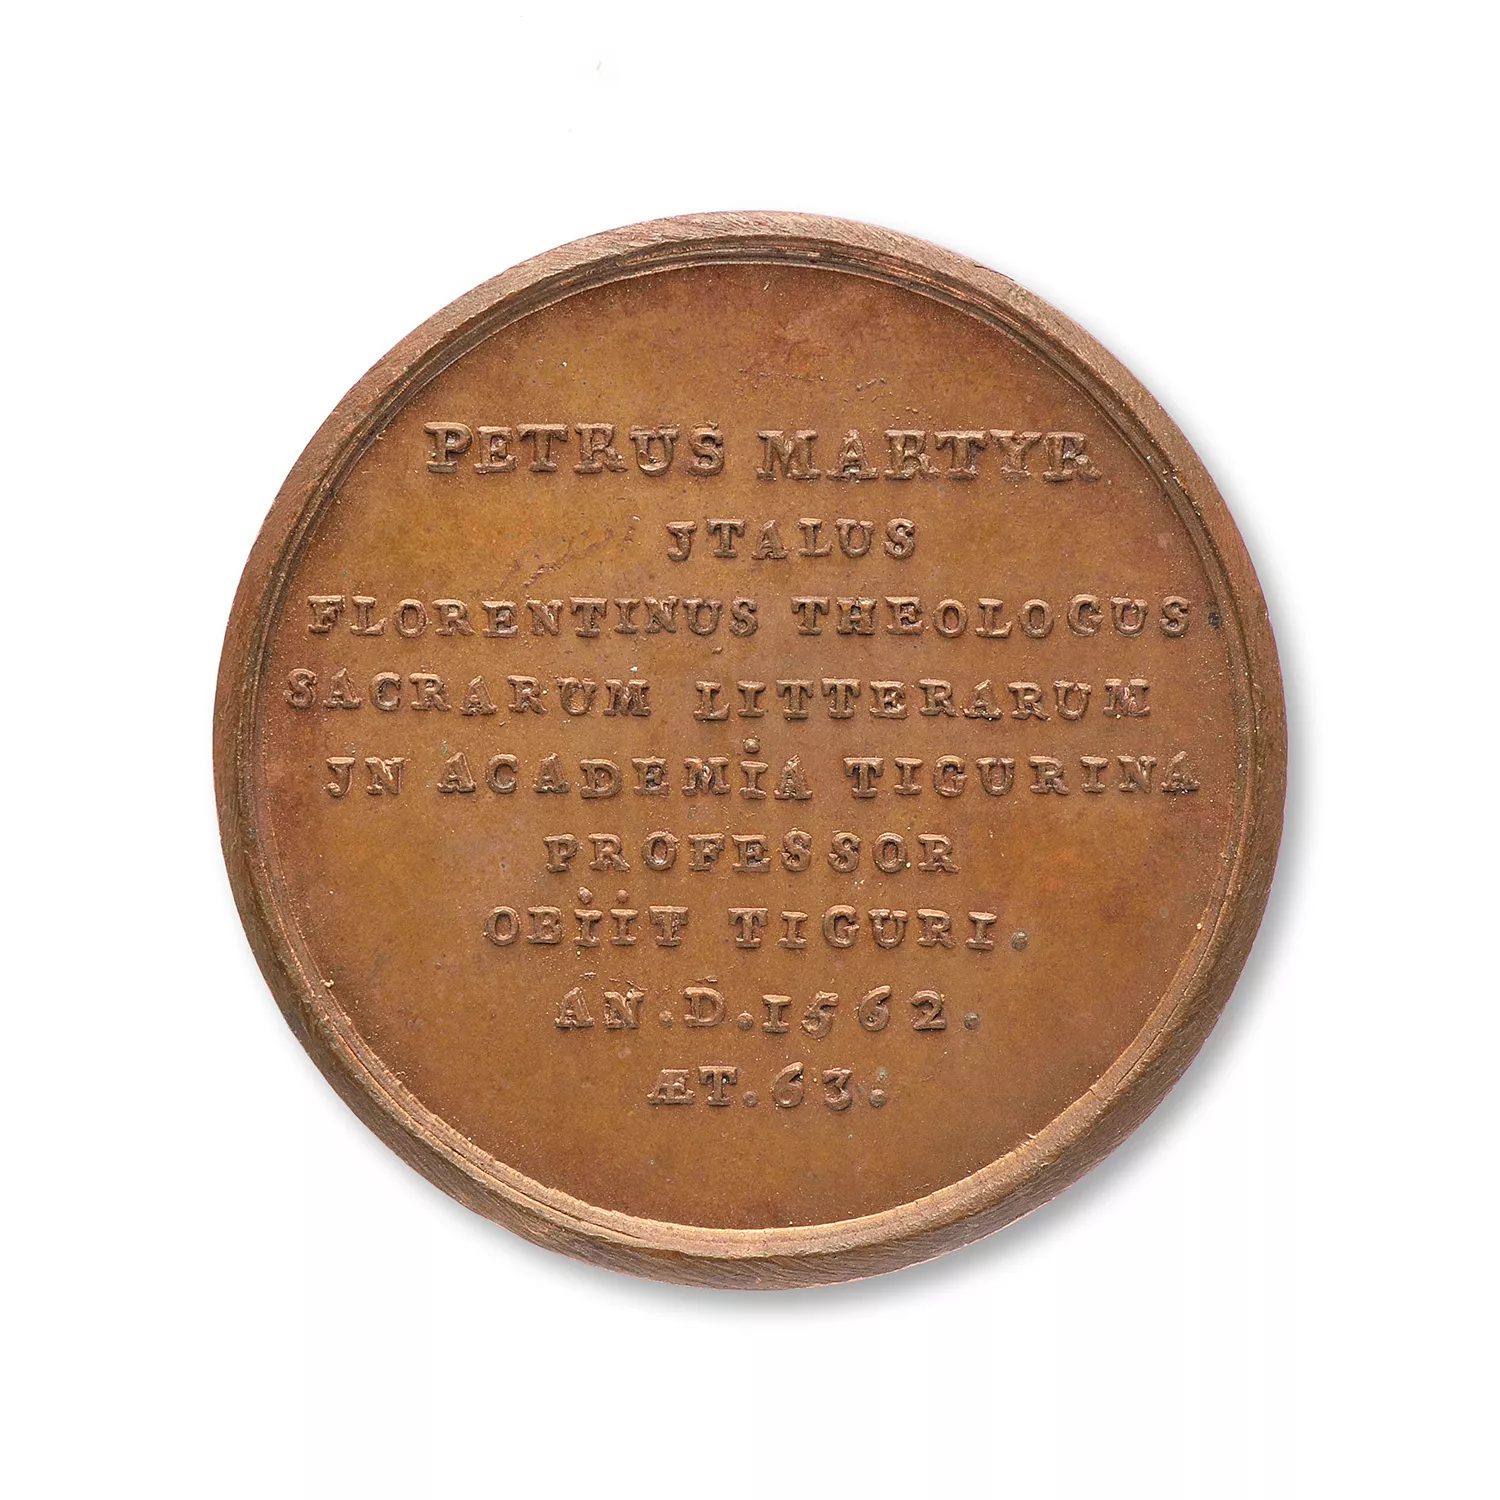 PETRUS MARTYR
JTALUS
FLORENTINUS THEOLOGUS
SACRARUM LITTERARUM
JN ACADEMiA TIGURINA
PROFESSOR
OBiiT TIGURI.
AN.D.1562.
ÆT.63.